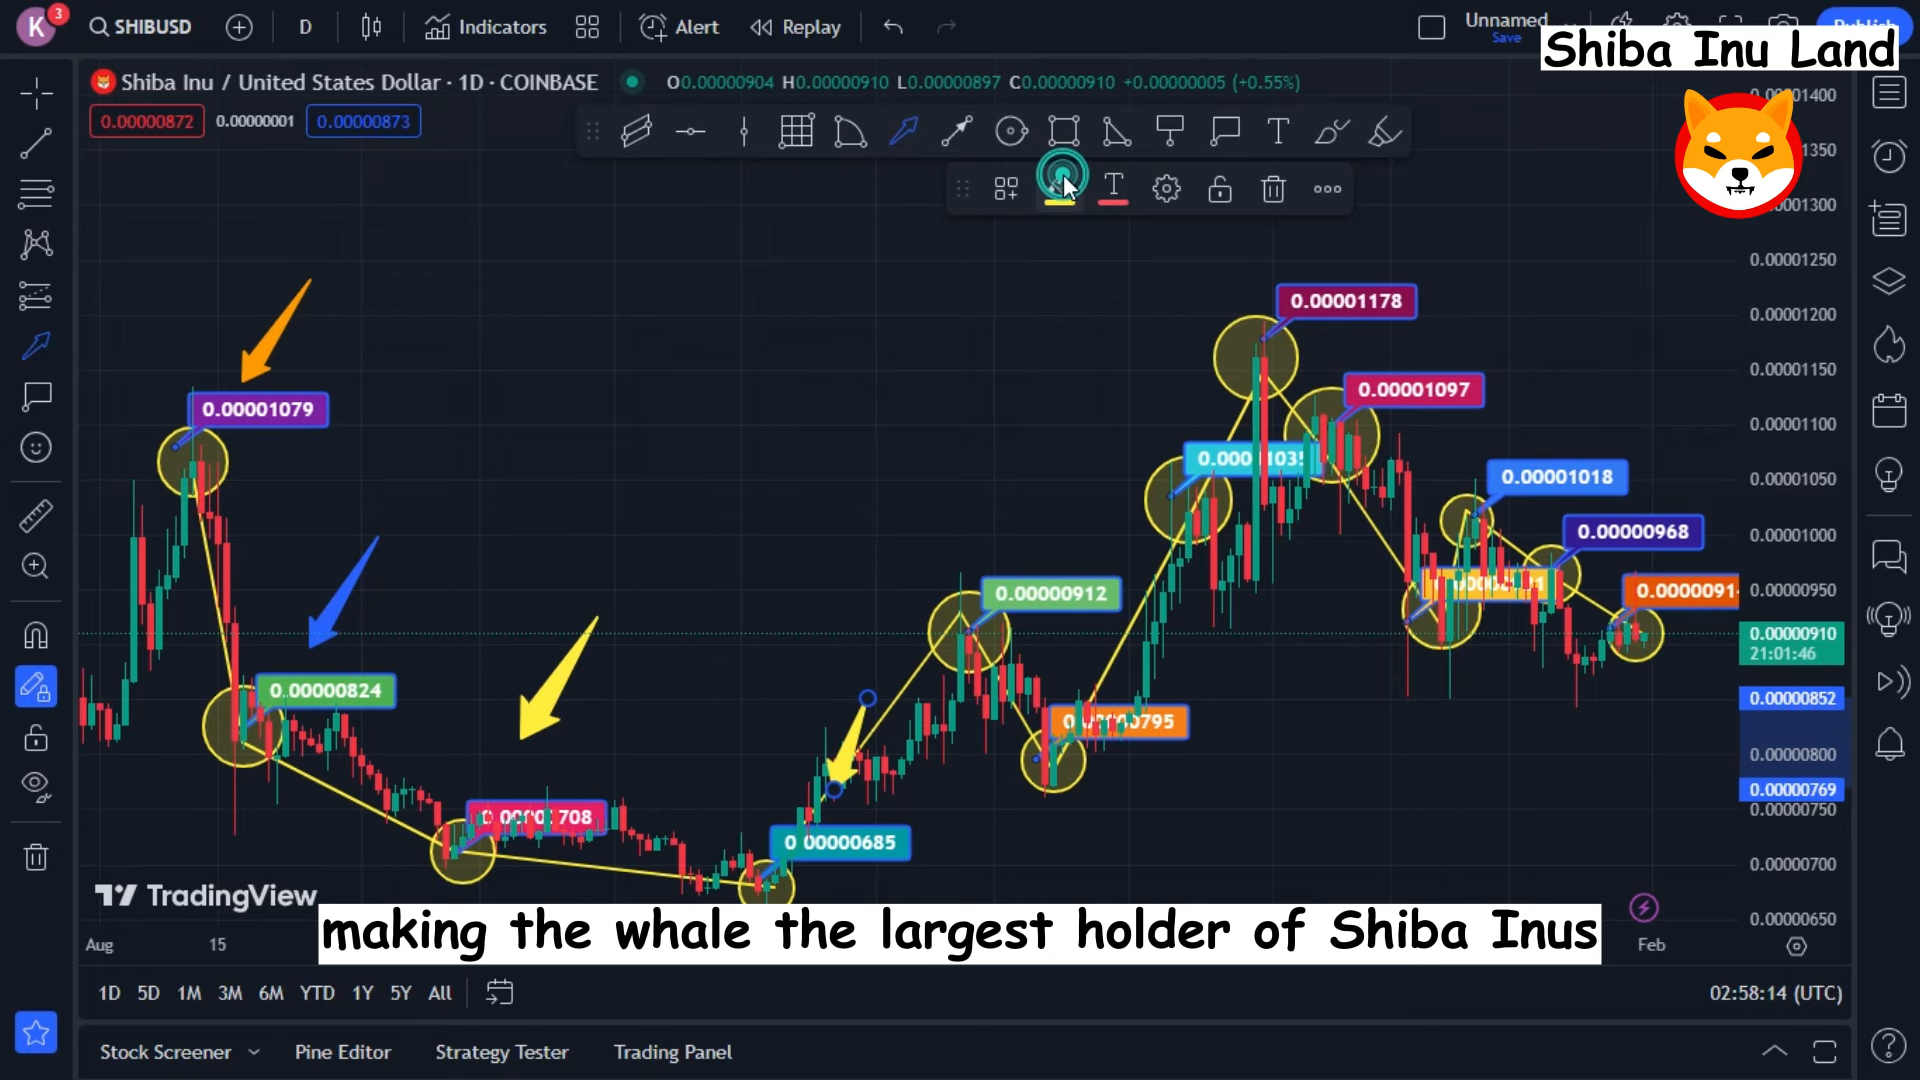 K
3
SHIBUSD
D
Indicators
Alert
Replay
Unnamed
Save
Shiba Inu Land
Shiba Inu / United States Dollar · 1D · COINBASE
O0.00000904 H0.00000910 L0.00000897 C0.00000910 +0.00000005 (+0.55%)
0.00000872
0.00000001
0.00000873
T
T
0.00001350
0.00001250
0.00001200
0.00001150
0.00001100
0.00001050
0.00001000
0.00000950
0.00000910
21:01:46
0.00000852
0.00000800
0.00000769
0.00000750
0.00000700
0.00000650
0.00001178
0.00001079
0.00001097
0.00001018
0.00000968
0.00000912
0.00000824
0.00000795
0.00000708
0.00000685
TradingView
making the whale the largest holder of Shiba Inus
Aug
15
Feb
1D 5D 1M 3M 6M YTD 1Y 5Y All
02:58:14 (UTC)
Stock Screener
Pine Editor
Strategy Tester
Trading Panel